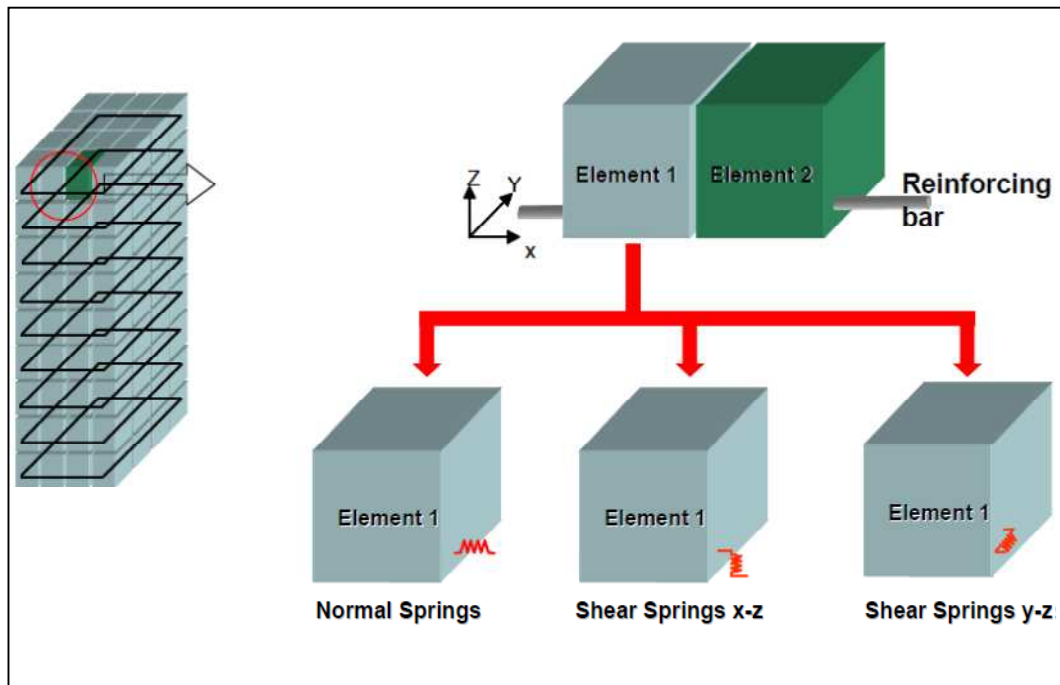 Element 1
Element 2
Reinforcing
bar
Z
Y
x
Element 1
Element 1
Element 1
Normal Springs
Shear Springs x-z
Shear Springs y-z